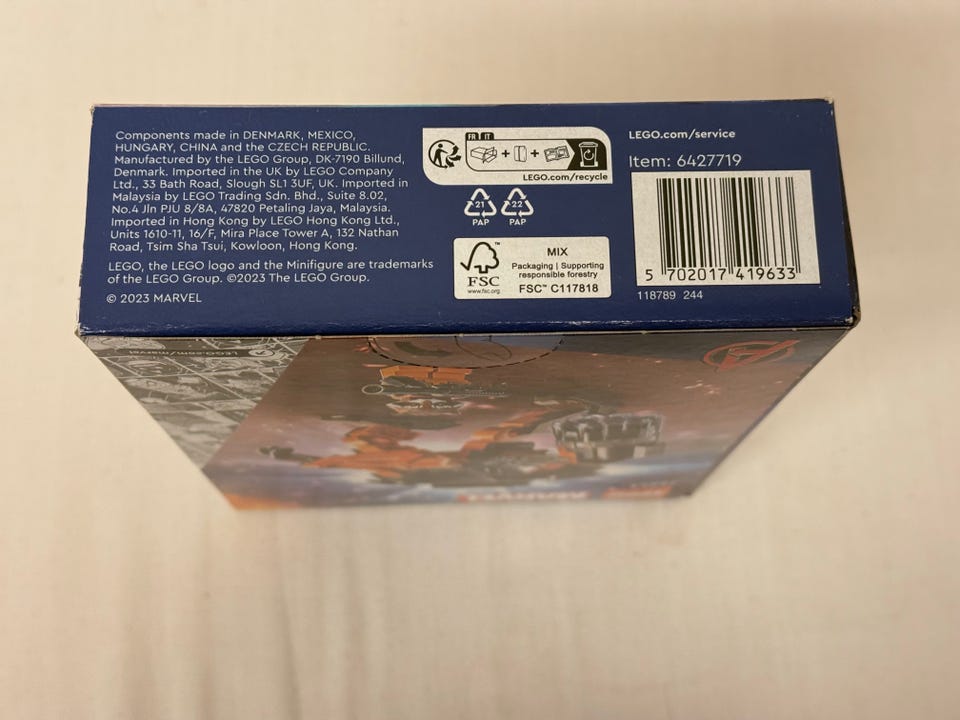 Components made in DENMARK, MEXICO,
HUNGARY, CHINA and the CZECH REPUBLIC.
Manufactured by the LEGO Group, DK-7190 Billund,
Denmark. Imported in the UK by LEGO Company
Ltd., 33 Bath Road, Slough SL1 3UF, UK. Imported in
Malaysia by LEGO Trading Sdn. Bhd., Suite 8.02,
No.4 Jln PJU 8/8A, 47820 Petaling Jaya, Malaysia.
Imported in Hong Kong by LEGO Hong Kong Ltd.,
Units 1610-11, 16/F, Mira Place Tower A, 132 Nathan
Road, Tsim Sha Tsui, Kowloon, Hong Kong.
LEGO, the LEGO logo and the Minifigure are trademarks
of the LEGO Group. ©2023 The LEGO Group.
© 2023 MARVEL
FR IT
+ +
LEGO.com/recycle
21 22
PAP PAP
FSC™
www.fsc.org
MIX
Packaging | Supporting
responsible forestry
FSC™ C117818
LEGO.com/service
Item: 6427719
5 702017 419633
118789 244
LEGO.com/marvel
MARVEL